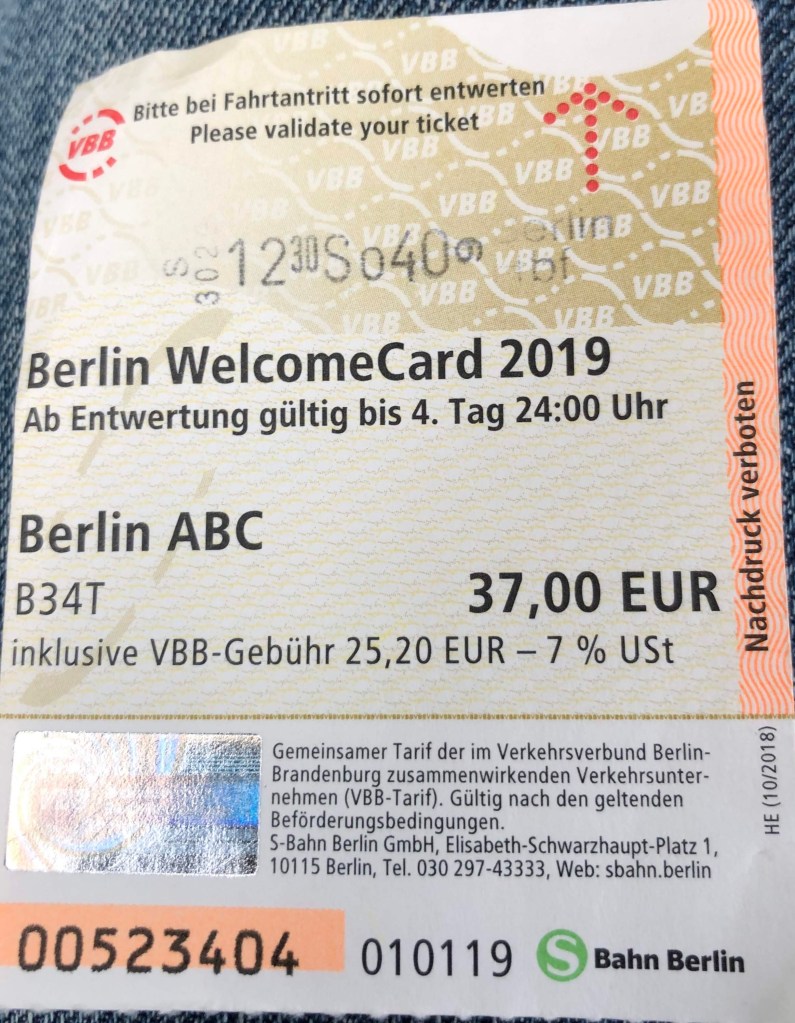 VBB
Bitte bei Fahrtantritt sofort entwerten
Please validate your ticket
S
302
12 30 So 40 9
Berlin WelcomeCard 2019
Ab Entwertung gültig bis 4. Tag 24:00 Uhr
Berlin ABC
B34T
37,00 EUR
inklusive VBB-Gebühr 25,20 EUR – 7 % USt
Nachdruck verboten
Gemeinsamer Tarif der im Verkehrsverbund Berlin-
Brandenburg zusammenwirkenden Verkehrsunter-
nehmen (VBB-Tarif). Gültig nach den geltenden
Beförderungsbedingungen.
S-Bahn Berlin GmbH, Elisabeth-Schwarzhaupt-Platz 1,
10115 Berlin, Tel. 030 297-43333, Web: sbahn.berlin
HE (10/2018)
00523404
010119
S Bahn Berlin